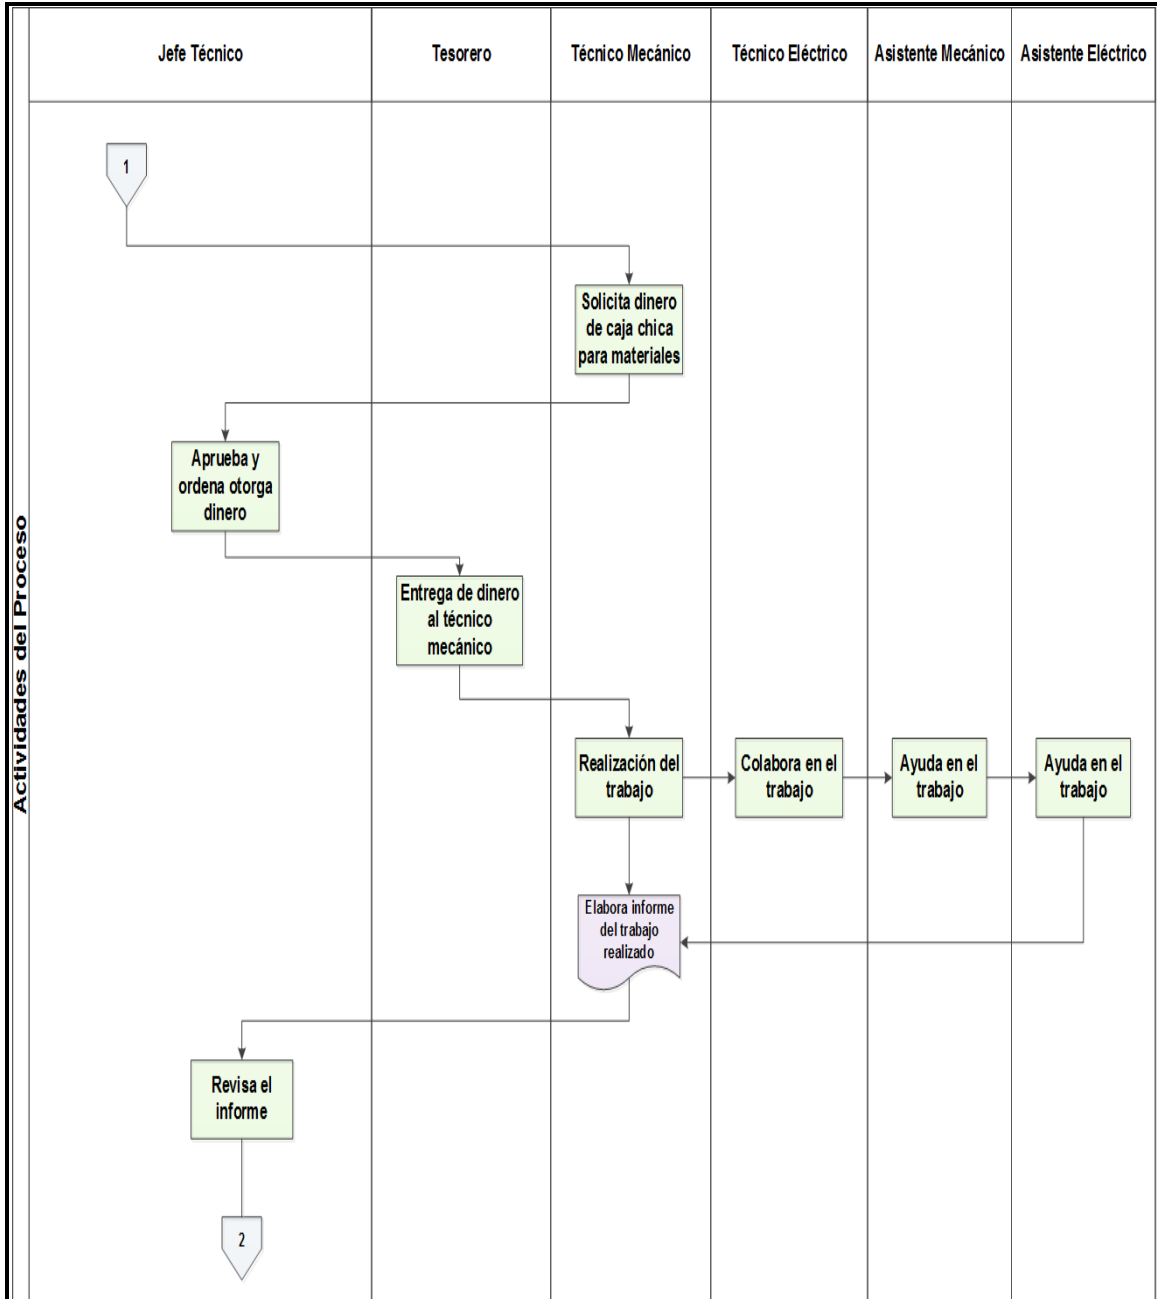 Jefe Técnico
Tesorero
Técnico Mecánico
Técnico Eléctrico
Asistente Mecánico
Asistente Eléctrico
Actividades del Proceso
1
Solicita dinero
de caja chica
para materiales
Aprueba y
ordena otorga
dinero
Entrega de dinero
al técnico
mecánico
Realización del
trabajo
Colabora en el
trabajo
Ayuda en el
trabajo
Ayuda en el
trabajo
Elabora informe
del trabajo
realizado
Revisa el
informe
2